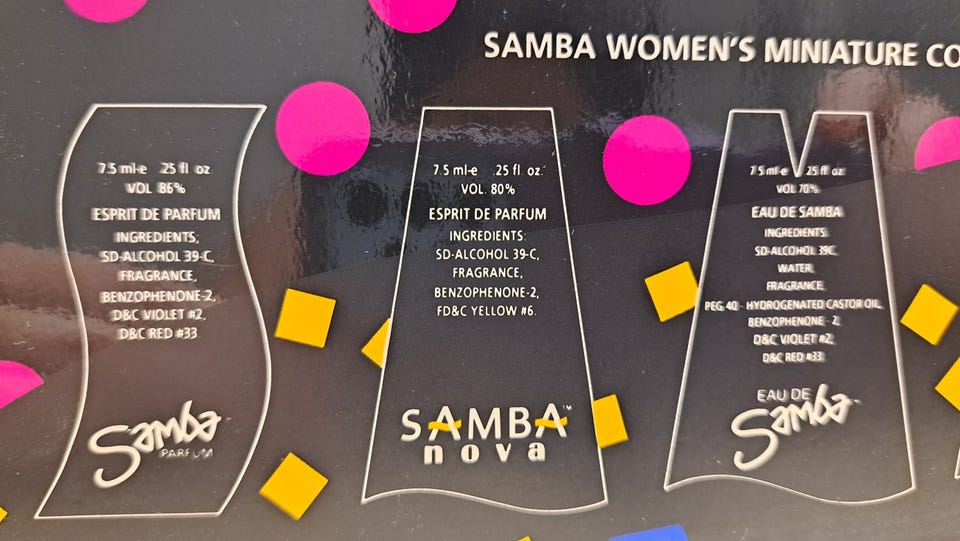 SAMBA WOMEN'S MINIATURE CO
7.5 ml-e .25 fl. oz.
VOL. 86%
ESPRIT DE PARFUM
INGREDIENTS:
SD-ALCOHOL 39-C,
FRAGRANCE,
BENZOPHENONE-2,
D&C VIOLET #2,
D&C RED #33.
Samba
PARFUM
7.5 ml-e .25 fl. oz.
VOL. 80%
ESPRIT DE PARFUM
INGREDIENTS:
SD-ALCOHOL 39-C,
FRAGRANCE,
BENZOPHENONE-2,
FD&C YELLOW #6.
SAMBA™
nova
7.5 ml-e .25 fl. oz.
VOL. 70%
EAU DE SAMBA
INGREDIENTS:
SD-ALCOHOL 39C,
WATER,
FRAGRANCE,
PEG 40 - HYDROGENATED CASTOR OIL,
BENZOPHENONE - 2,
D&C VIOLET #2,
D&C RED #33.
EAU DE
Samba